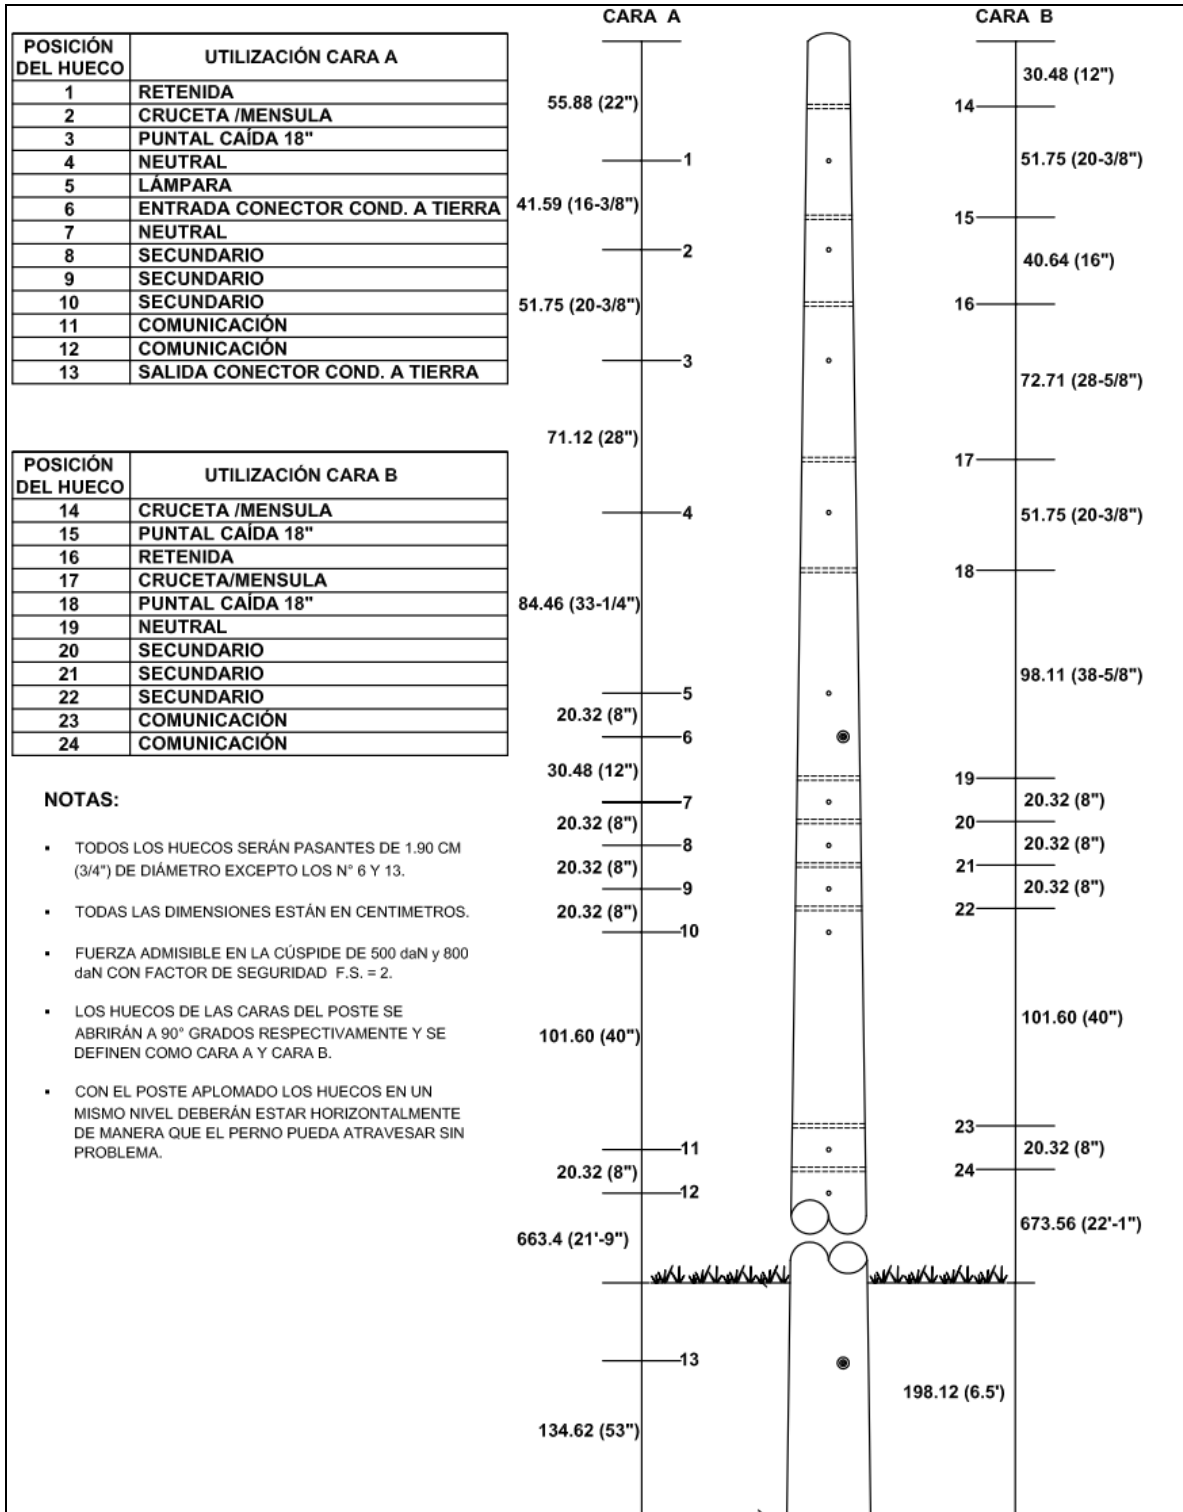 CARA A
CARA B
POSICIÓN DEL HUECO UTILIZACIÓN CARA A
1 RETENIDA
2 CRUCETA /MENSULA
3 PUNTAL CAÍDA 18"
4 NEUTRAL
5 LÁMPARA
6 ENTRADA CONECTOR COND. A TIERRA
7 NEUTRAL
8 SECUNDARIO
9 SECUNDARIO
10 SECUNDARIO
11 COMUNICACIÓN
12 COMUNICACIÓN
13 SALIDA CONECTOR COND. A TIERRA
POSICIÓN DEL HUECO UTILIZACIÓN CARA B
14 CRUCETA /MENSULA
15 PUNTAL CAÍDA 18"
16 RETENIDA
17 CRUCETA/MENSULA
18 PUNTAL CAÍDA 18"
19 NEUTRAL
20 SECUNDARIO
21 SECUNDARIO
22 SECUNDARIO
23 COMUNICACIÓN
24 COMUNICACIÓN
NOTAS:
▪ TODOS LOS HUECOS SERÁN PASANTES DE 1.90 CM
(3/4") DE DIÁMETRO EXCEPTO LOS N° 6 Y 13.
▪ TODAS LAS DIMENSIONES ESTÁN EN CENTIMETROS.
▪ FUERZA ADMISIBLE EN LA CÚSPIDE DE 500 daN y 800
daN CON FACTOR DE SEGURIDAD F.S. = 2.
▪ LOS HUECOS DE LAS CARAS DEL POSTE SE
ABRIRÁN A 90° GRADOS RESPECTIVAMENTE Y SE
DEFINEN COMO CARA A Y CARA B.
▪ CON EL POSTE APLOMADO LOS HUECOS EN UN
MISMO NIVEL DEBERÁN ESTAR HORIZONTALMENTE
DE MANERA QUE EL PERNO PUEDA ATRAVESAR SIN
PROBLEMA.
55.88 (22")
1
41.59 (16-3/8")
2
51.75 (20-3/8")
3
71.12 (28")
4
84.46 (33-1/4")
5
20.32 (8")
6
30.48 (12")
7
20.32 (8")
8
20.32 (8")
9
20.32 (8")
10
101.60 (40")
11
20.32 (8")
12
663.4 (21'-9")
13
134.62 (53")
30.48 (12")
14
51.75 (20-3/8")
15
40.64 (16")
16
72.71 (28-5/8")
17
51.75 (20-3/8")
18
98.11 (38-5/8")
19
20.32 (8")
20
20.32 (8")
21
20.32 (8")
22
101.60 (40")
23
20.32 (8")
24
673.56 (22'-1")
198.12 (6.5')